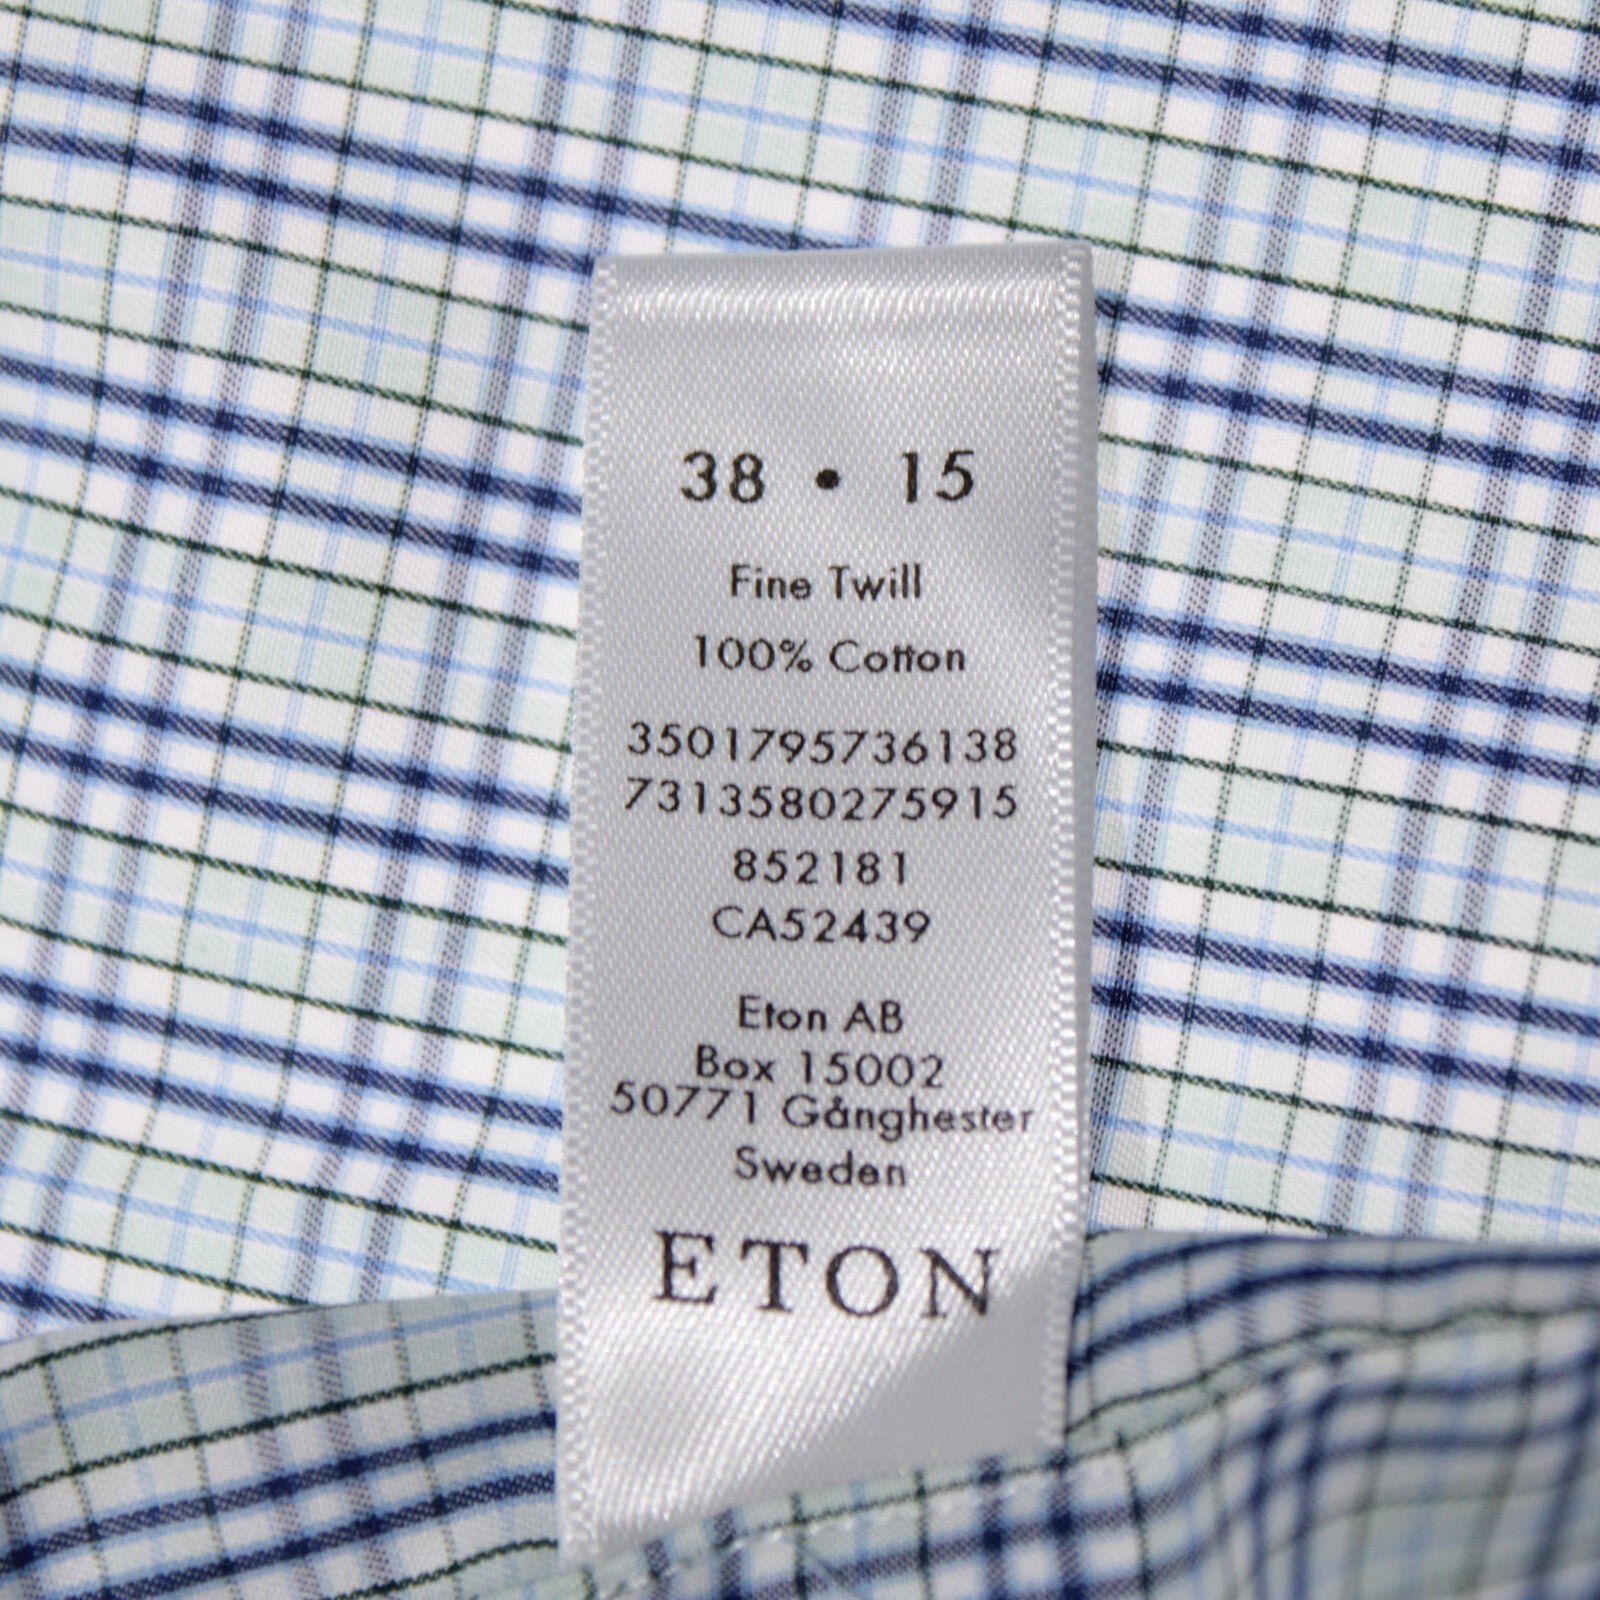 38 • 15
Fine Twill
100% Cotton
3501795736138
7313580275915
852181
CA52439
Eton AB
Box 15002
50771 Gånghester
Sweden
ETON